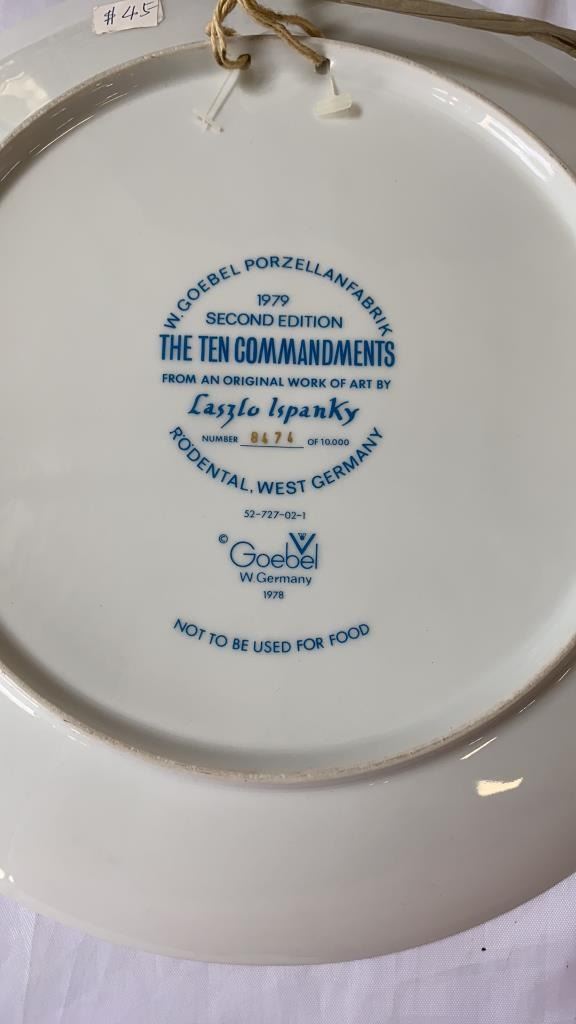 # 45
W. GOEBEL PORZELLANFABRIK
1979
SECOND EDITION
THE TEN COMMANDMENTS
FROM AN ORIGINAL WORK OF ART BY
Laszlo Ispanky
NUMBER 8474 OF 10.000
RÖDENTAL, WEST GERMANY
52-727-02-1
© Goebel
W. Germany
1978
NOT TO BE USED FOR FOOD